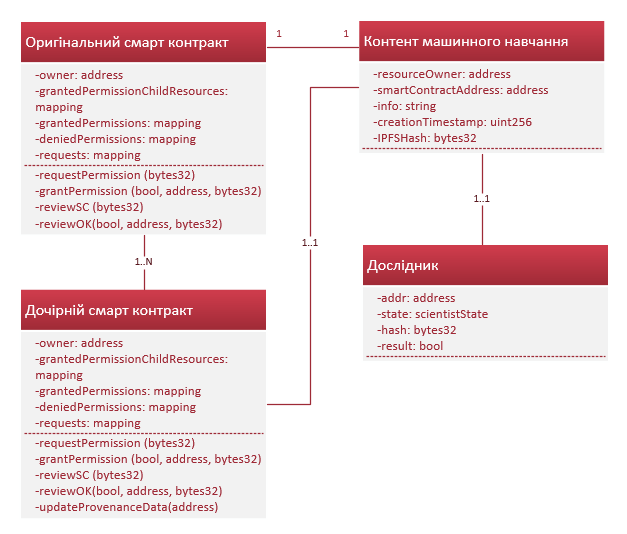 Оригінальний смарт контракт
-owner: address
-grantedPermissionChildResources:
mapping
-grantedPermissions: mapping
-deniedPermissions: mapping
-requests: mapping
-requestPermission (bytes32)
-grantPermission (bool, address, bytes32)
-reviewSC (bytes32)
-reviewOK(bool, address, bytes32)
1
1
Контент машинного навчання
-resourceOwner: address
-smartContractAddress: address
-info: string
-creationTimestamp: uint256
-IPFSHash: bytes32
1..1
1..1
1..N
Дослідник
-addr: address
-state: scientistState
-hash: bytes32
-result: bool
Дочірній смарт контракт
-owner: address
-grantedPermissionChildResources:
mapping
-grantedPermissions: mapping
-deniedPermissions: mapping
-requests: mapping
-requestPermission (bytes32)
-grantPermission (bool, address, bytes32)
-reviewSC (bytes32)
-reviewOK(bool, address, bytes32)
-updateProvenanceData(address)